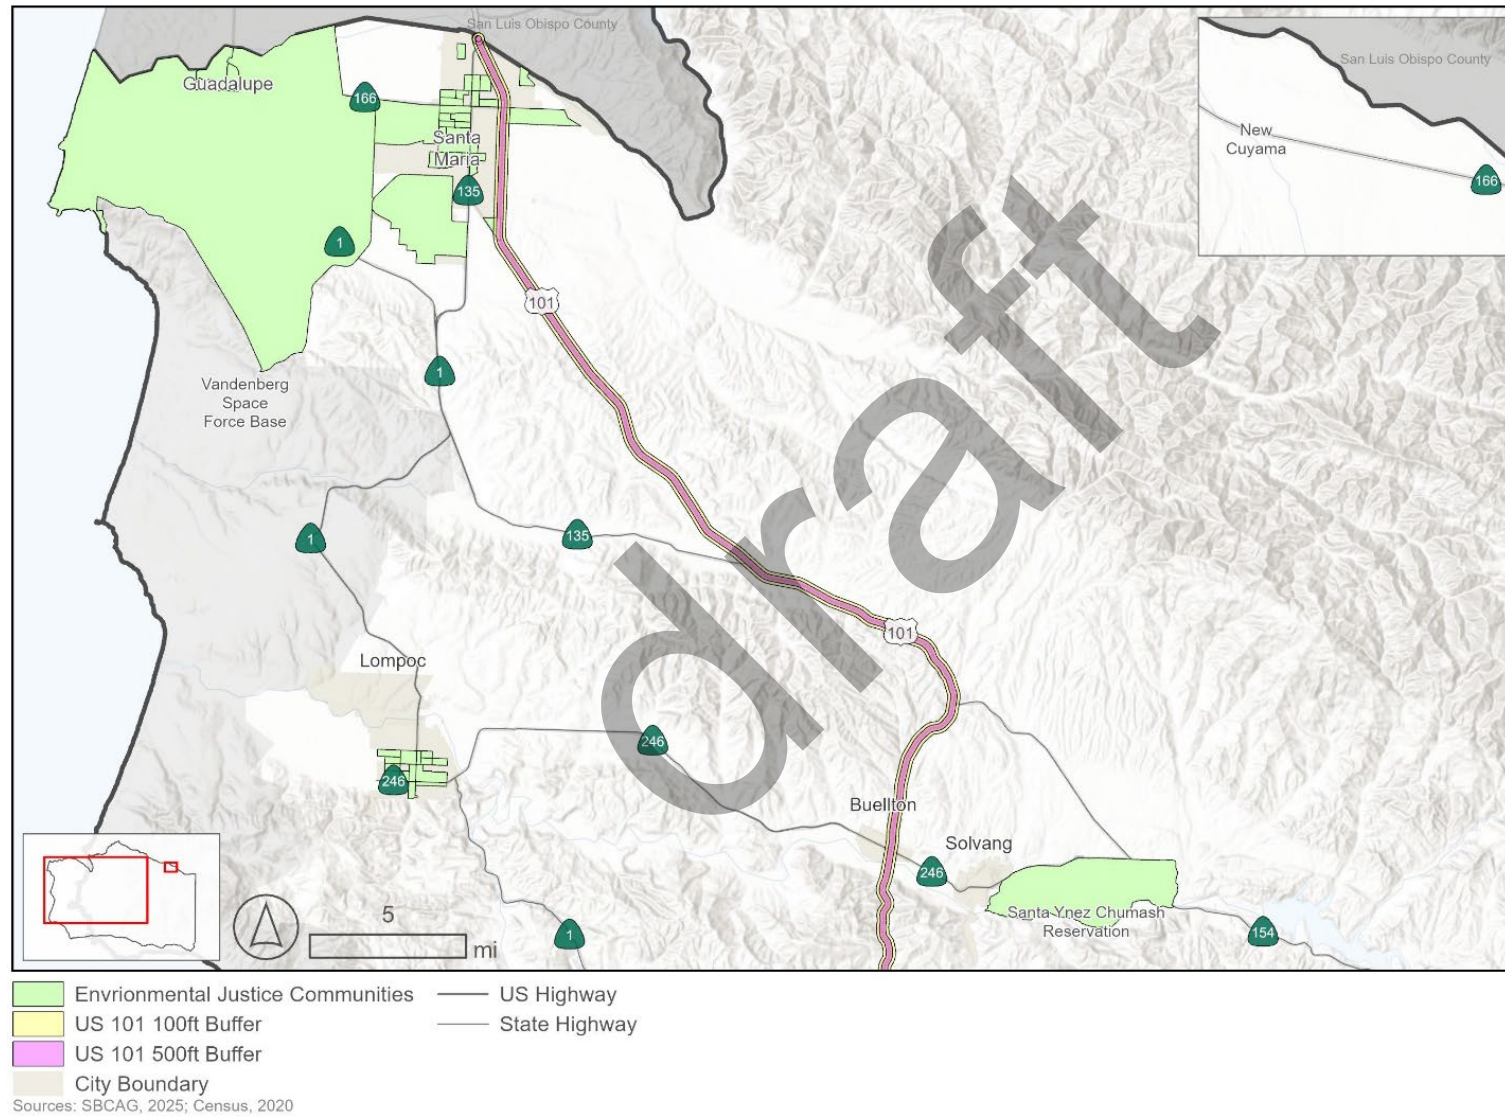 San Luis Obispo County
San Luis Obispo County
Guadalupe
166
New
Cuyama
Santa
Maria
166
135
1
101
1
Vandenberg
Space
Force Base
draft
1
135
101
Lompoc
246
246
Buellton
Solvang
246
Santa Ynez Chumash
Reservation
5
mi
1
154
Envrionmental Justice Communities
US Highway
US 101 100ft Buffer
State Highway
US 101 500ft Buffer
City Boundary
Sources: SBCAG, 2025; Census, 2020